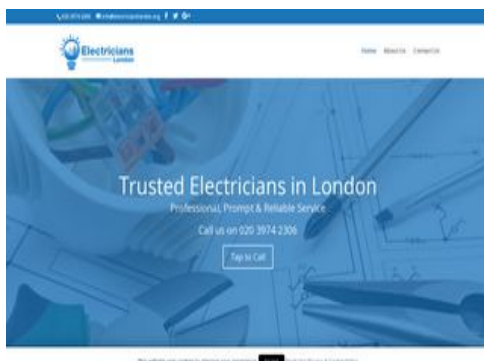 Electricians
London
Home About Us Contact Us
Trusted Electricians in London
Professional, Prompt & Reliable Service
Call us on 020 3974 2306
Tap to Call